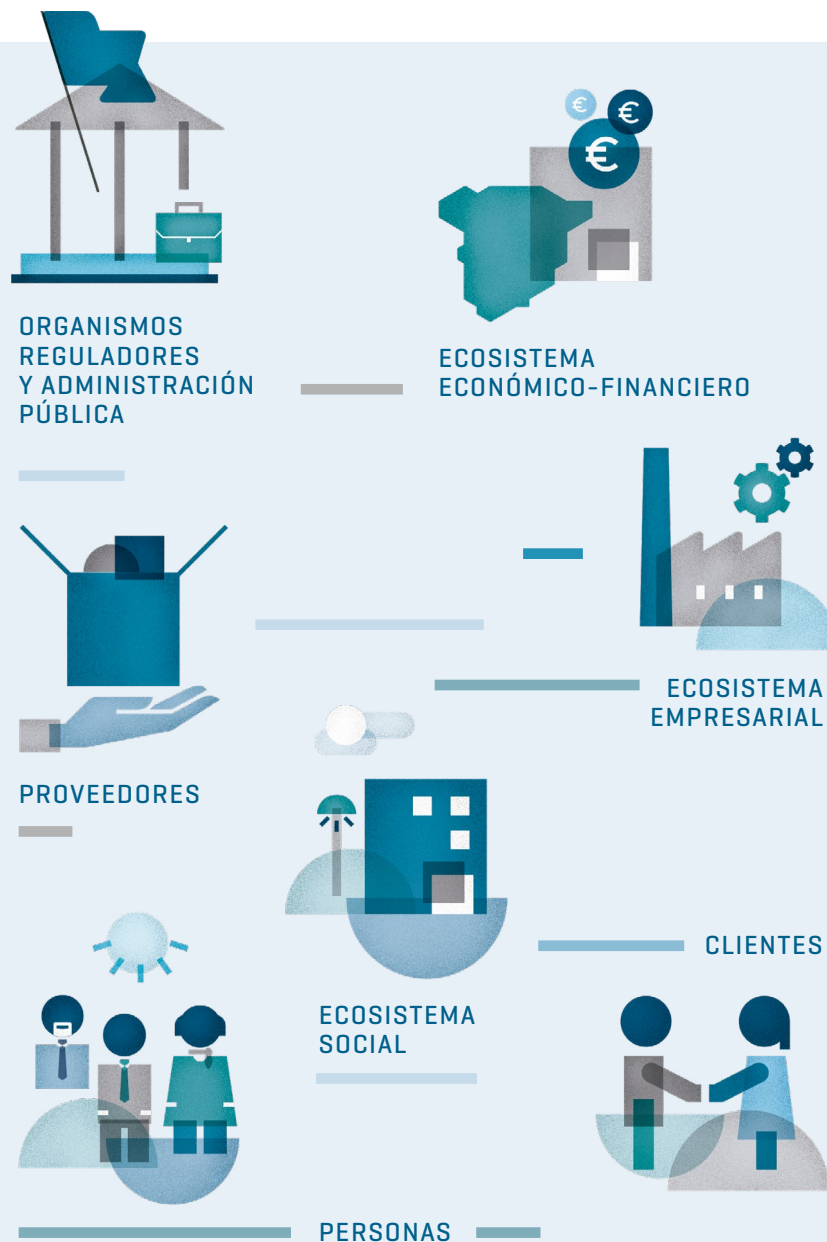 €
€
€
ORGANISMOS
REGULADORES
Y ADMINISTRACIÓN
PÚBLICA
ECOSISTEMA
ECONÓMICO-FINANCIERO
ECOSISTEMA
EMPRESARIAL
PROVEEDORES
CLIENTES
ECOSISTEMA
SOCIAL
PERSONAS